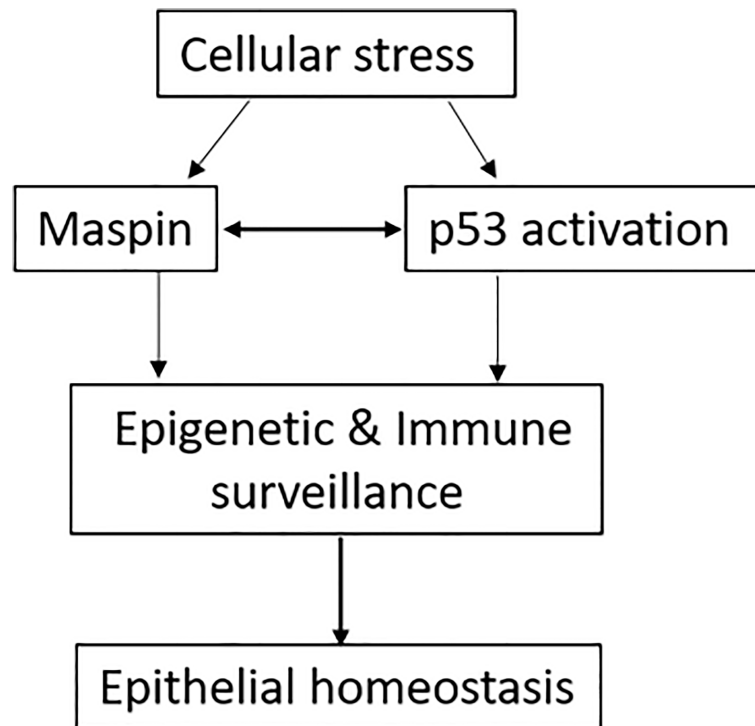 Cellular stress
Maspin
p53 activation
Epigenetic & Immune
surveillance
Epithelial homeostasis